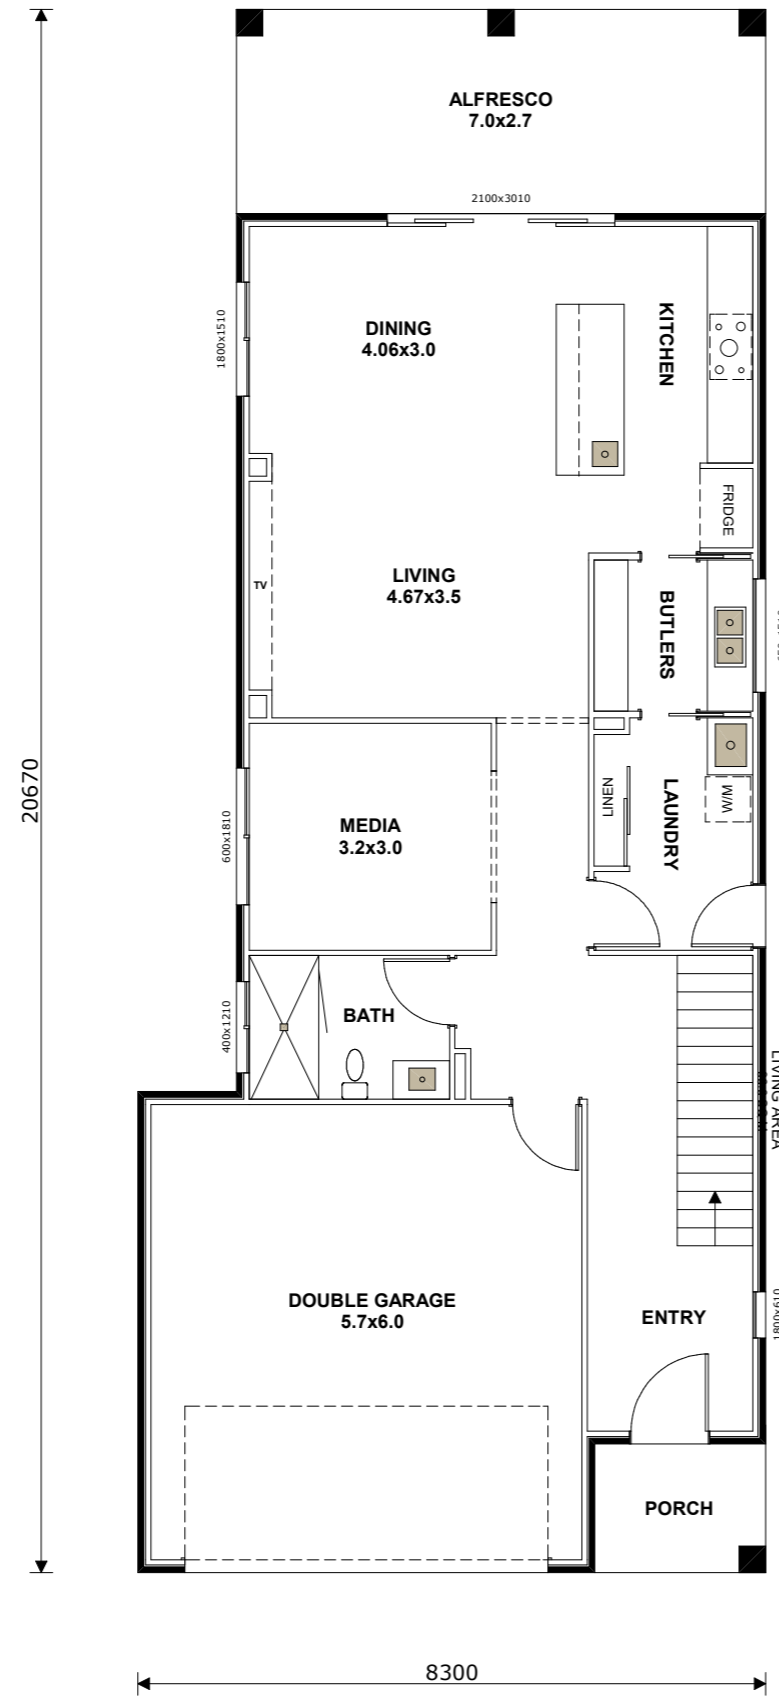 ALFRESCO
7.0x2.7
2100x3010
1800x1510
DINING
4.06x3.0
KITCHEN
FRIDGE
TV
LIVING
4.67x3.5
BUTLERS
20670
600x1810
MEDIA
3.2x3.0
LINEN
LAUNDRY
W/M
400x1210
BATH
LIVING AREA
DOUBLE GARAGE
5.7x6.0
ENTRY
1800x610
PORCH
8300